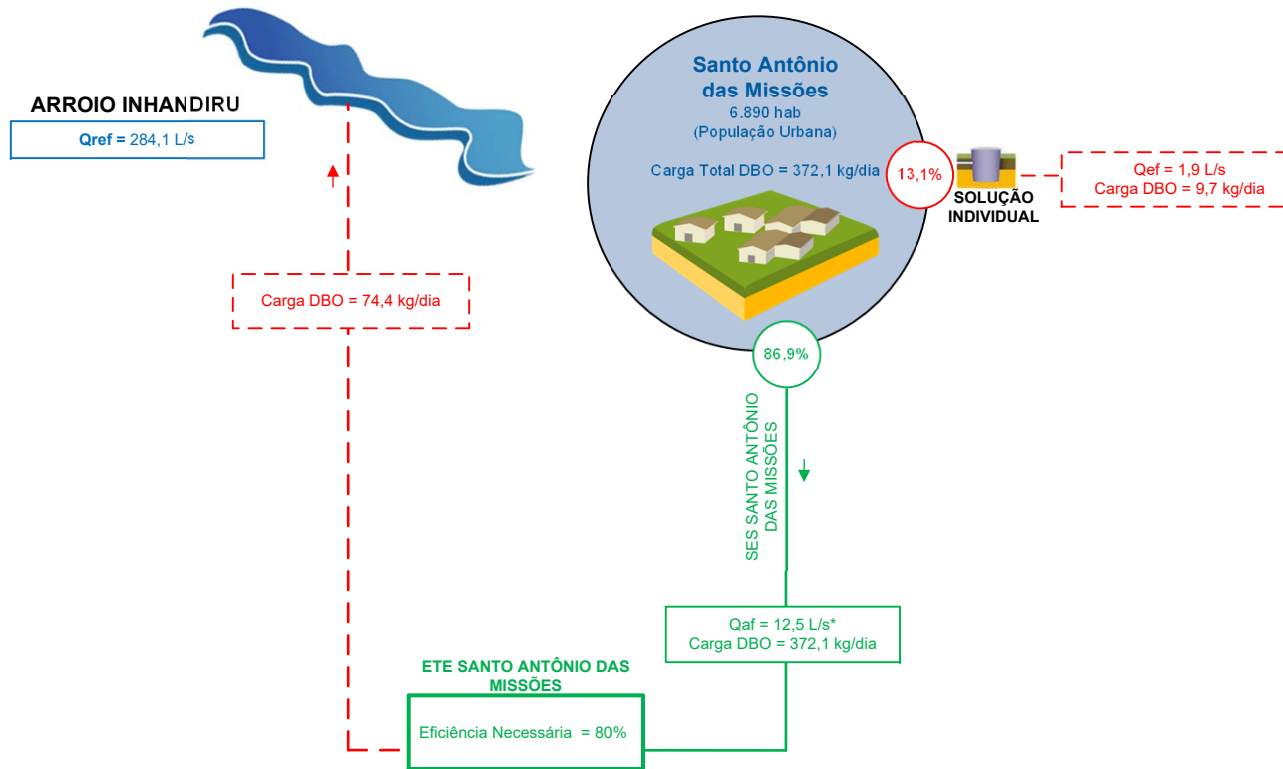 ARROIO INHANDIRU
Qref = 284,1 L/s
Santo Antônio
das Missões
6.890 hab
(População Urbana)
Carga Total DBO = 372,1 kg/dia
13,1%
SOLUÇÃO
INDIVIDUAL
Qef = 1,9 L/s
Carga DBO = 9,7 kg/dia
Carga DBO = 74,4 kg/dia
86,9%
SES SANTO ANTÔNIO
DAS MISSÕES
Qaf = 12,5 L/s*
Carga DBO = 372,1 kg/dia
ETE SANTO ANTÔNIO DAS
MISSÕES
Eficiência Necessária = 80%